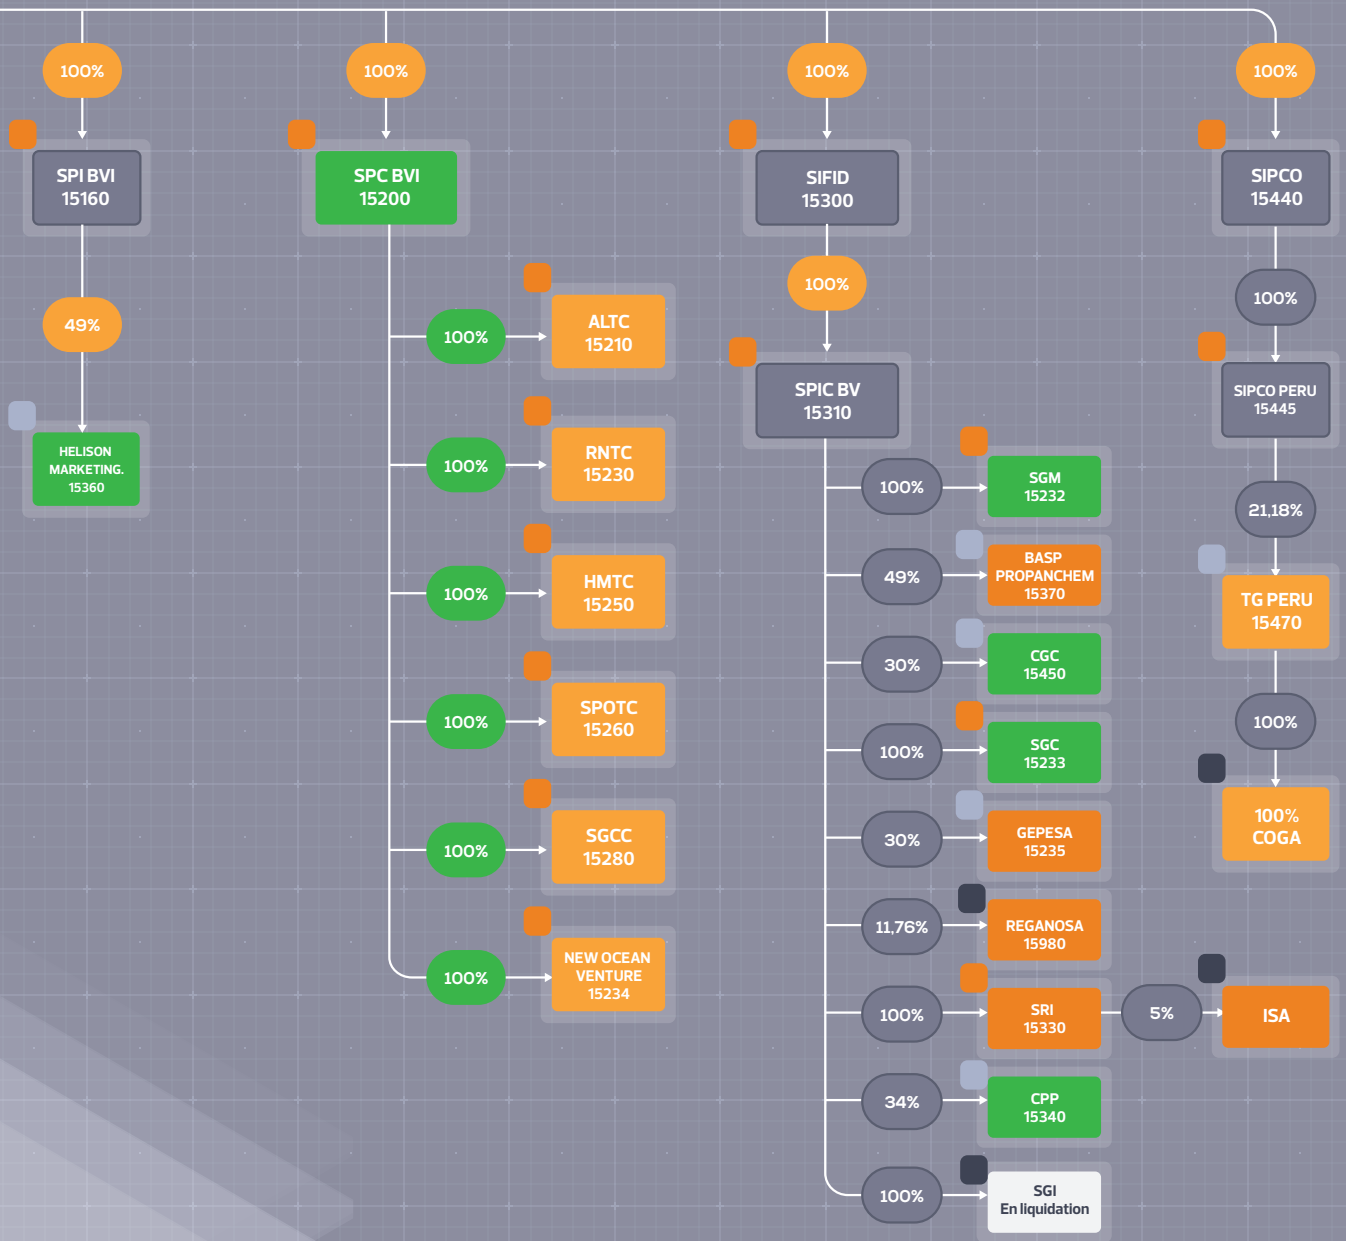 100%
SPI BVI
15160
49%
HELISON
MARKETING.
15360
100%
SPC BVI
15200
100%
ALTC
15210
100%
RNTC
15230
100%
HMTC
15250
100%
SPOTC
15260
100%
SGCC
15280
100%
NEW OCEAN
VENTURE
15234
100%
SIFID
15300
100%
SPIC BV
15310
100%
SGM
15232
49%
BASP
PROPANCHEM
15370
30%
CGC
15450
100%
SGC
15233
30%
GEPESA
15235
11,76%
REGANOSA
15980
100%
SRI
15330
5%
ISA
34%
CPP
15340
100%
SGI
En liquidation
100%
SIPCO
15440
100%
SIPCO PERU
15445
21,18%
TG PERU
15470
100%
100%
COGA